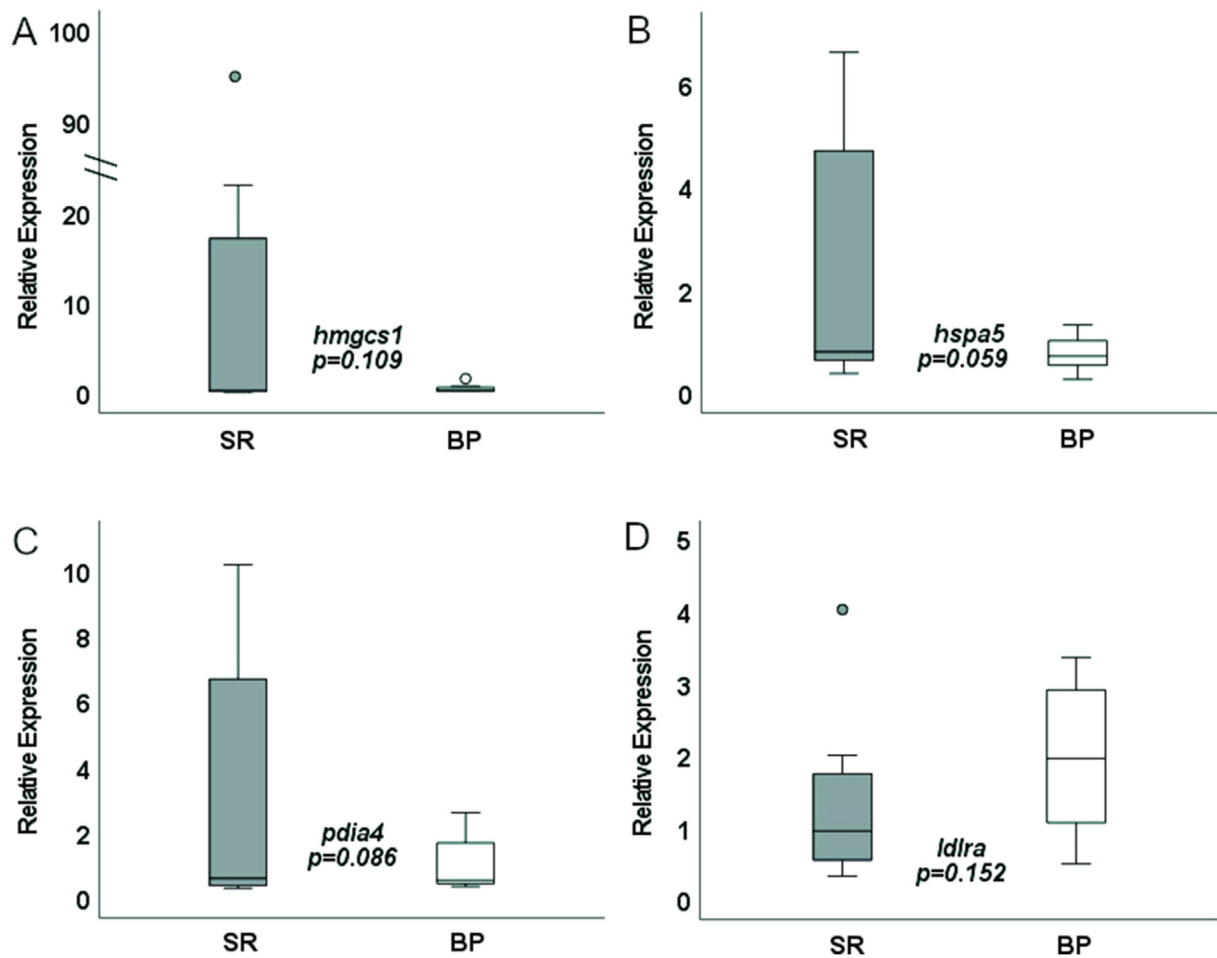 A
100
90
20
10
0
Relative Expression
hmgcs1
p=0.109
SR
BP
B
6
4
2
0
Relative Expression
hspa5
p=0.059
SR
BP
C
10
8
6
4
2
0
Relative Expression
pdia4
p=0.086
SR
BP
D
5
4
3
2
1
0
Relative Expression
ldlra
p=0.152
SR
BP